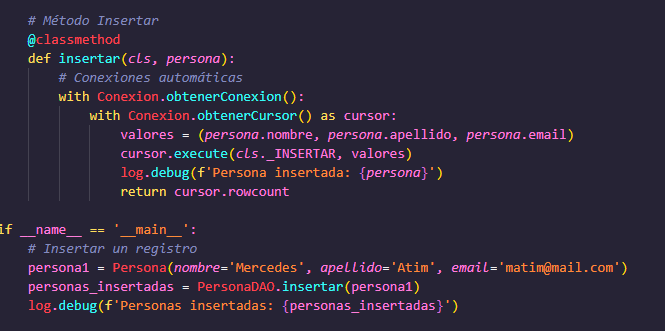 # Método Insertar
@classmethod
def insertar(cls, persona):
# Conexiones automáticas
with Conexion.obtenerConexion():
with Conexion.obtenerCursor() as cursor:
valores = (persona.nombre, persona.apellido, persona.email)
cursor.execute(cls._INSERTAR, valores)
log.debug(f'Persona insertada: {persona}')
return cursor.rowcount
if __name__ == '__main__':
# Insertar un registro
persona1 = Persona(nombre='Mercedes', apellido='Atim', email='matim@mail.com')
personas_insertadas = PersonaDAO.insertar(persona1)
log.debug(f'Personas insertadas: {personas_insertadas}')